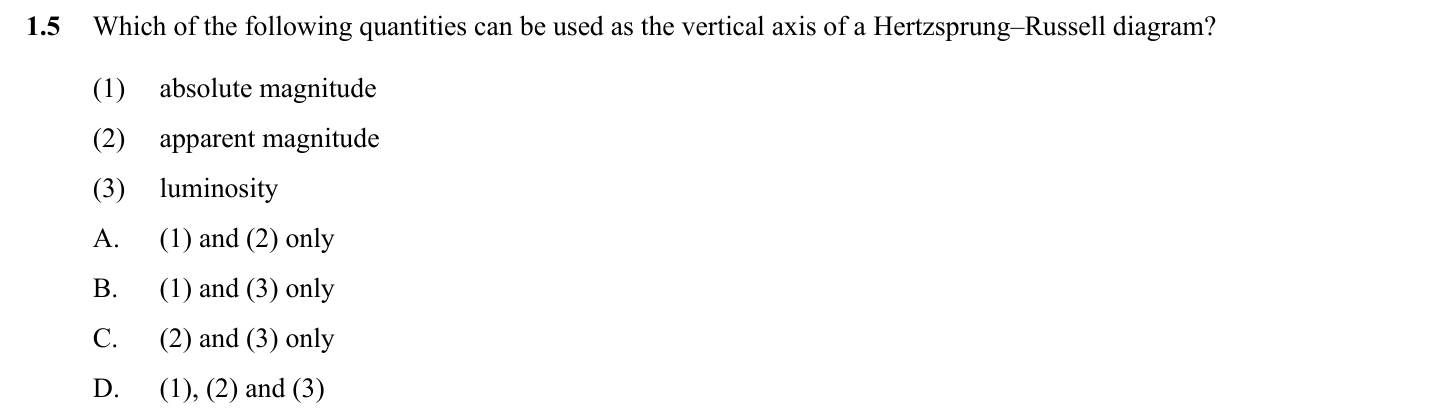 1.5 Which of the following quantities can be used as the vertical axis of a Hertzsprung–Russell diagram?
(1) absolute magnitude
(2) apparent magnitude
(3) luminosity
A. (1) and (2) only
B. (1) and (3) only
C. (2) and (3) only
D. (1), (2) and (3)